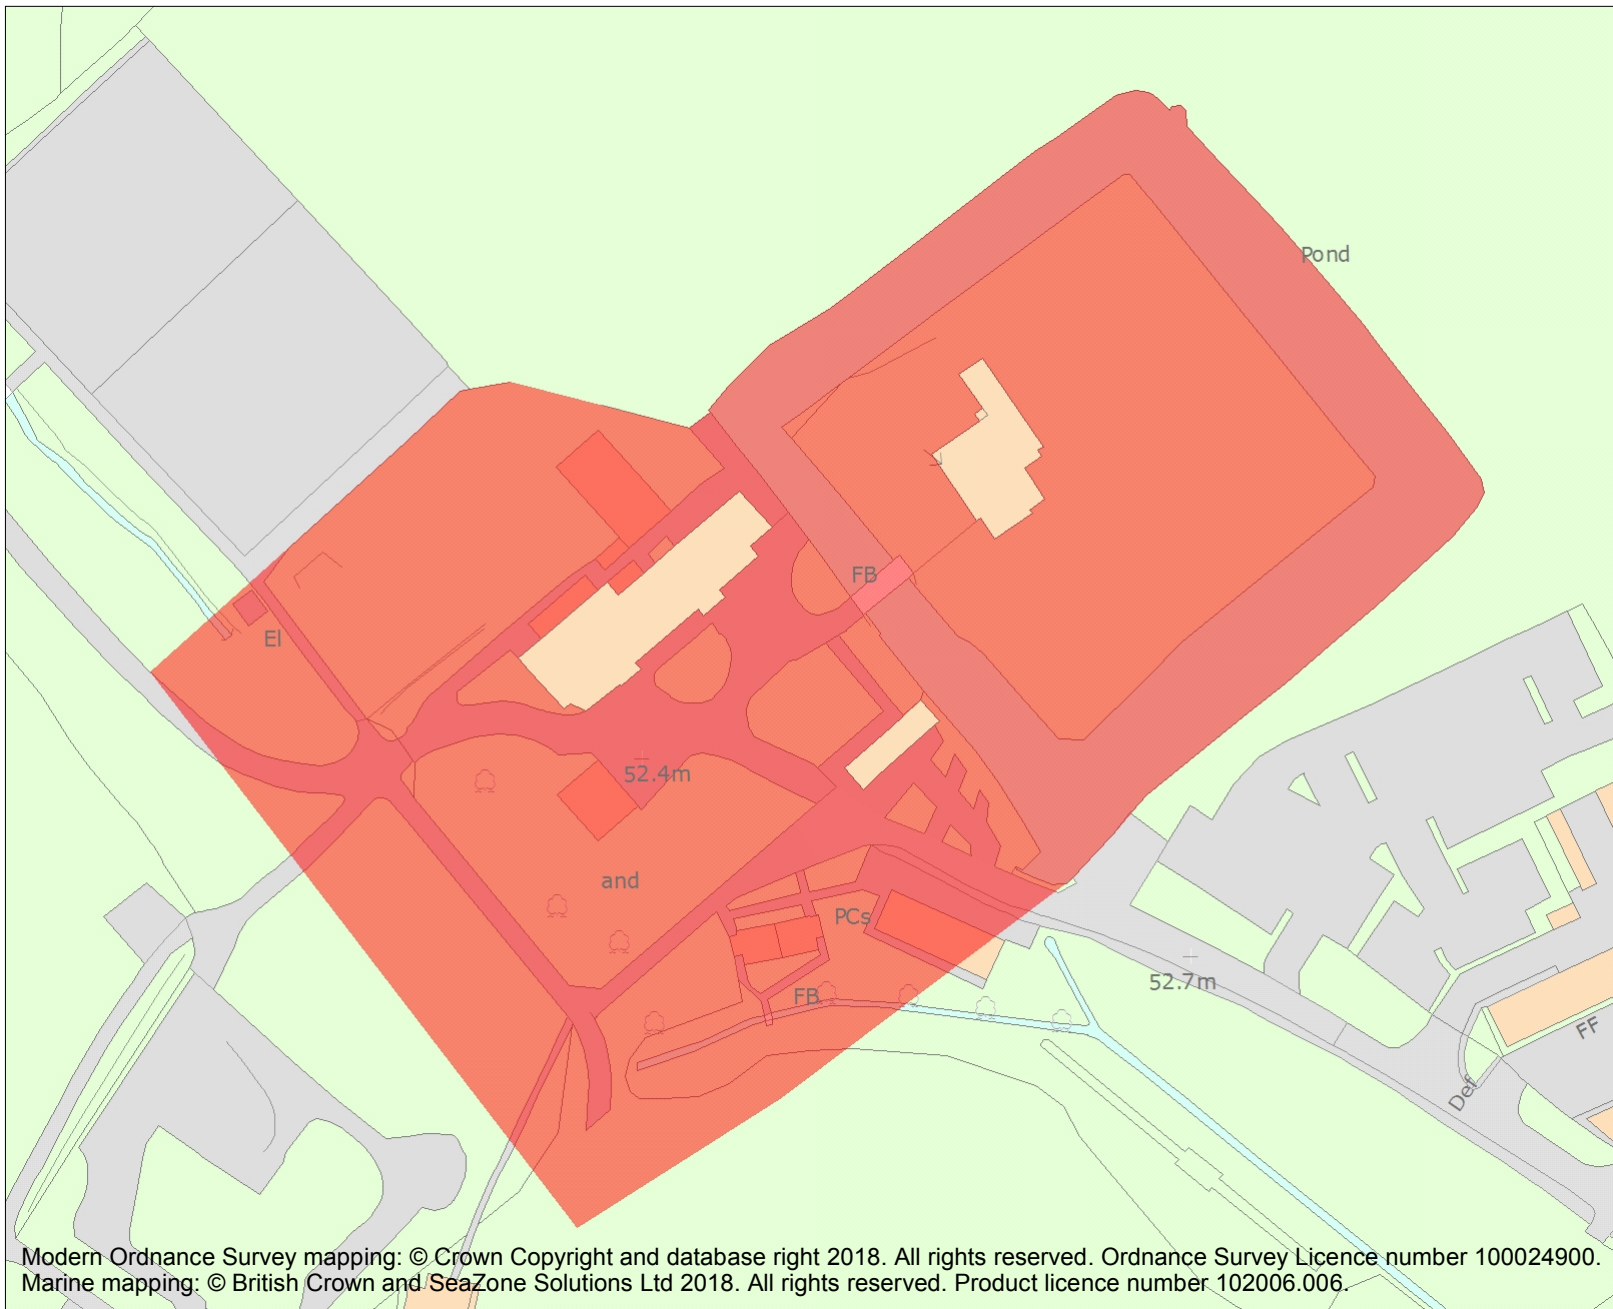 Pond
FB
El
52.4m
and
PCs
FB
52.7m
FF
Def
Modern Ordnance Survey mapping: © Crown Copyright and database right 2018. All rights reserved. Ordnance Survey Licence number 100024900.
Marine mapping: © British Crown and SeaZone Solutions Ltd 2018. All rights reserved. Product licence number 102006.006.